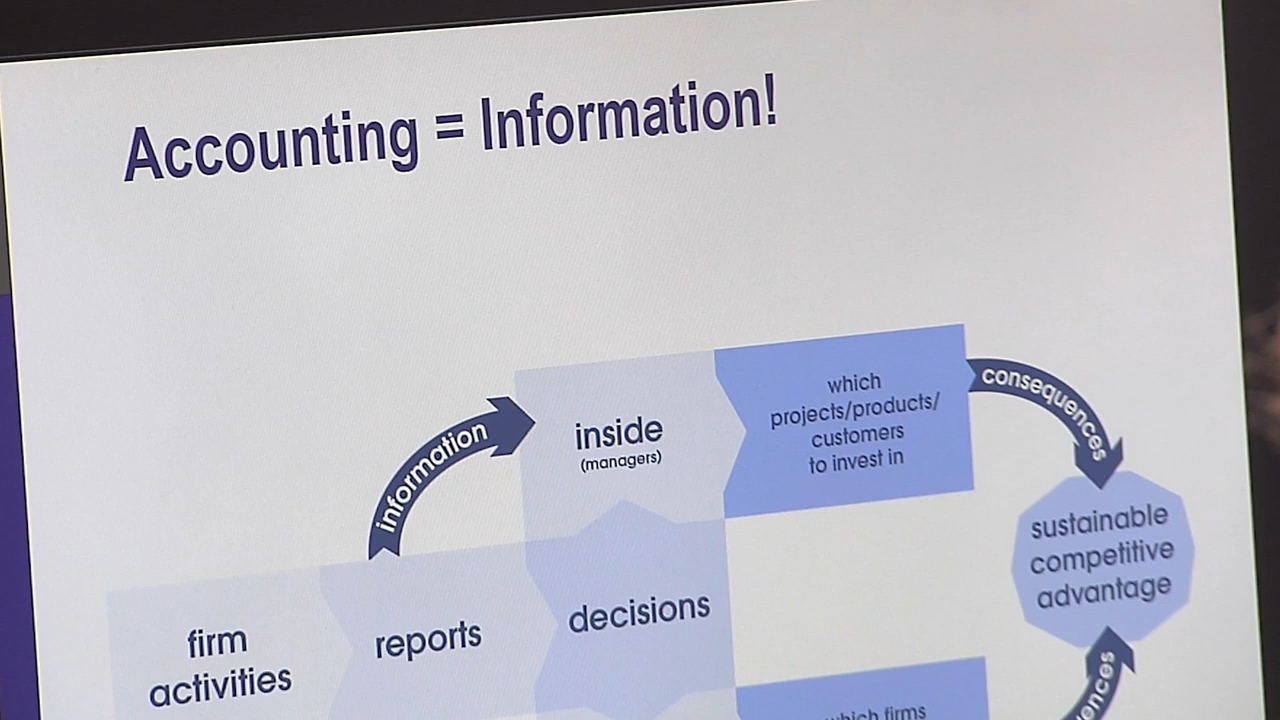 Accounting = Information!
information
inside
(managers)
which
projects/products/
customers
to invest in
consequences
sustainable
competitive
advantage
firm
activities
reports
decisions
firms